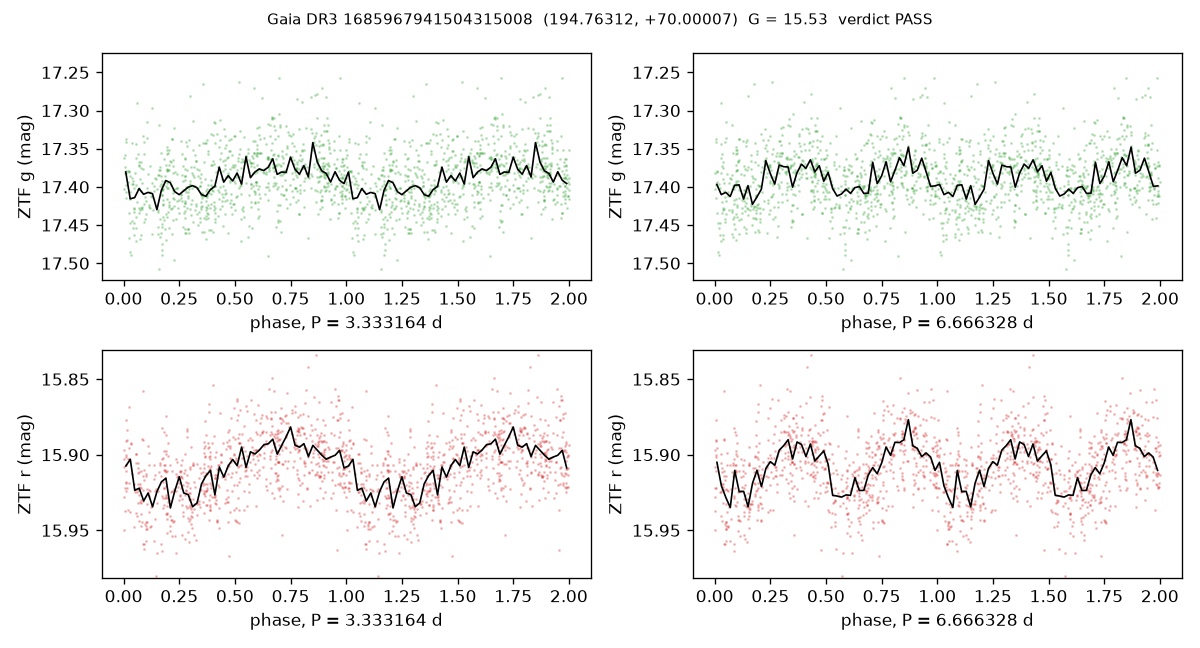 Gaia DR3 1685967941504315008  (194.76312, +70.00007)  G = 15.53  verdict PASS
ZTF g (mag)
17.25
17.30
17.35
17.40
17.45
17.50
0.00 0.25 0.50 0.75 1.00 1.25 1.50 1.75 2.00
phase, P = 3.333164 d
ZTF g (mag)
17.25
17.30
17.35
17.40
17.45
17.50
0.00 0.25 0.50 0.75 1.00 1.25 1.50 1.75 2.00
phase, P = 6.666328 d
ZTF r (mag)
15.85
15.90
15.95
0.00 0.25 0.50 0.75 1.00 1.25 1.50 1.75 2.00
phase, P = 3.333164 d
ZTF r (mag)
15.85
15.90
15.95
0.00 0.25 0.50 0.75 1.00 1.25 1.50 1.75 2.00
phase, P = 6.666328 d